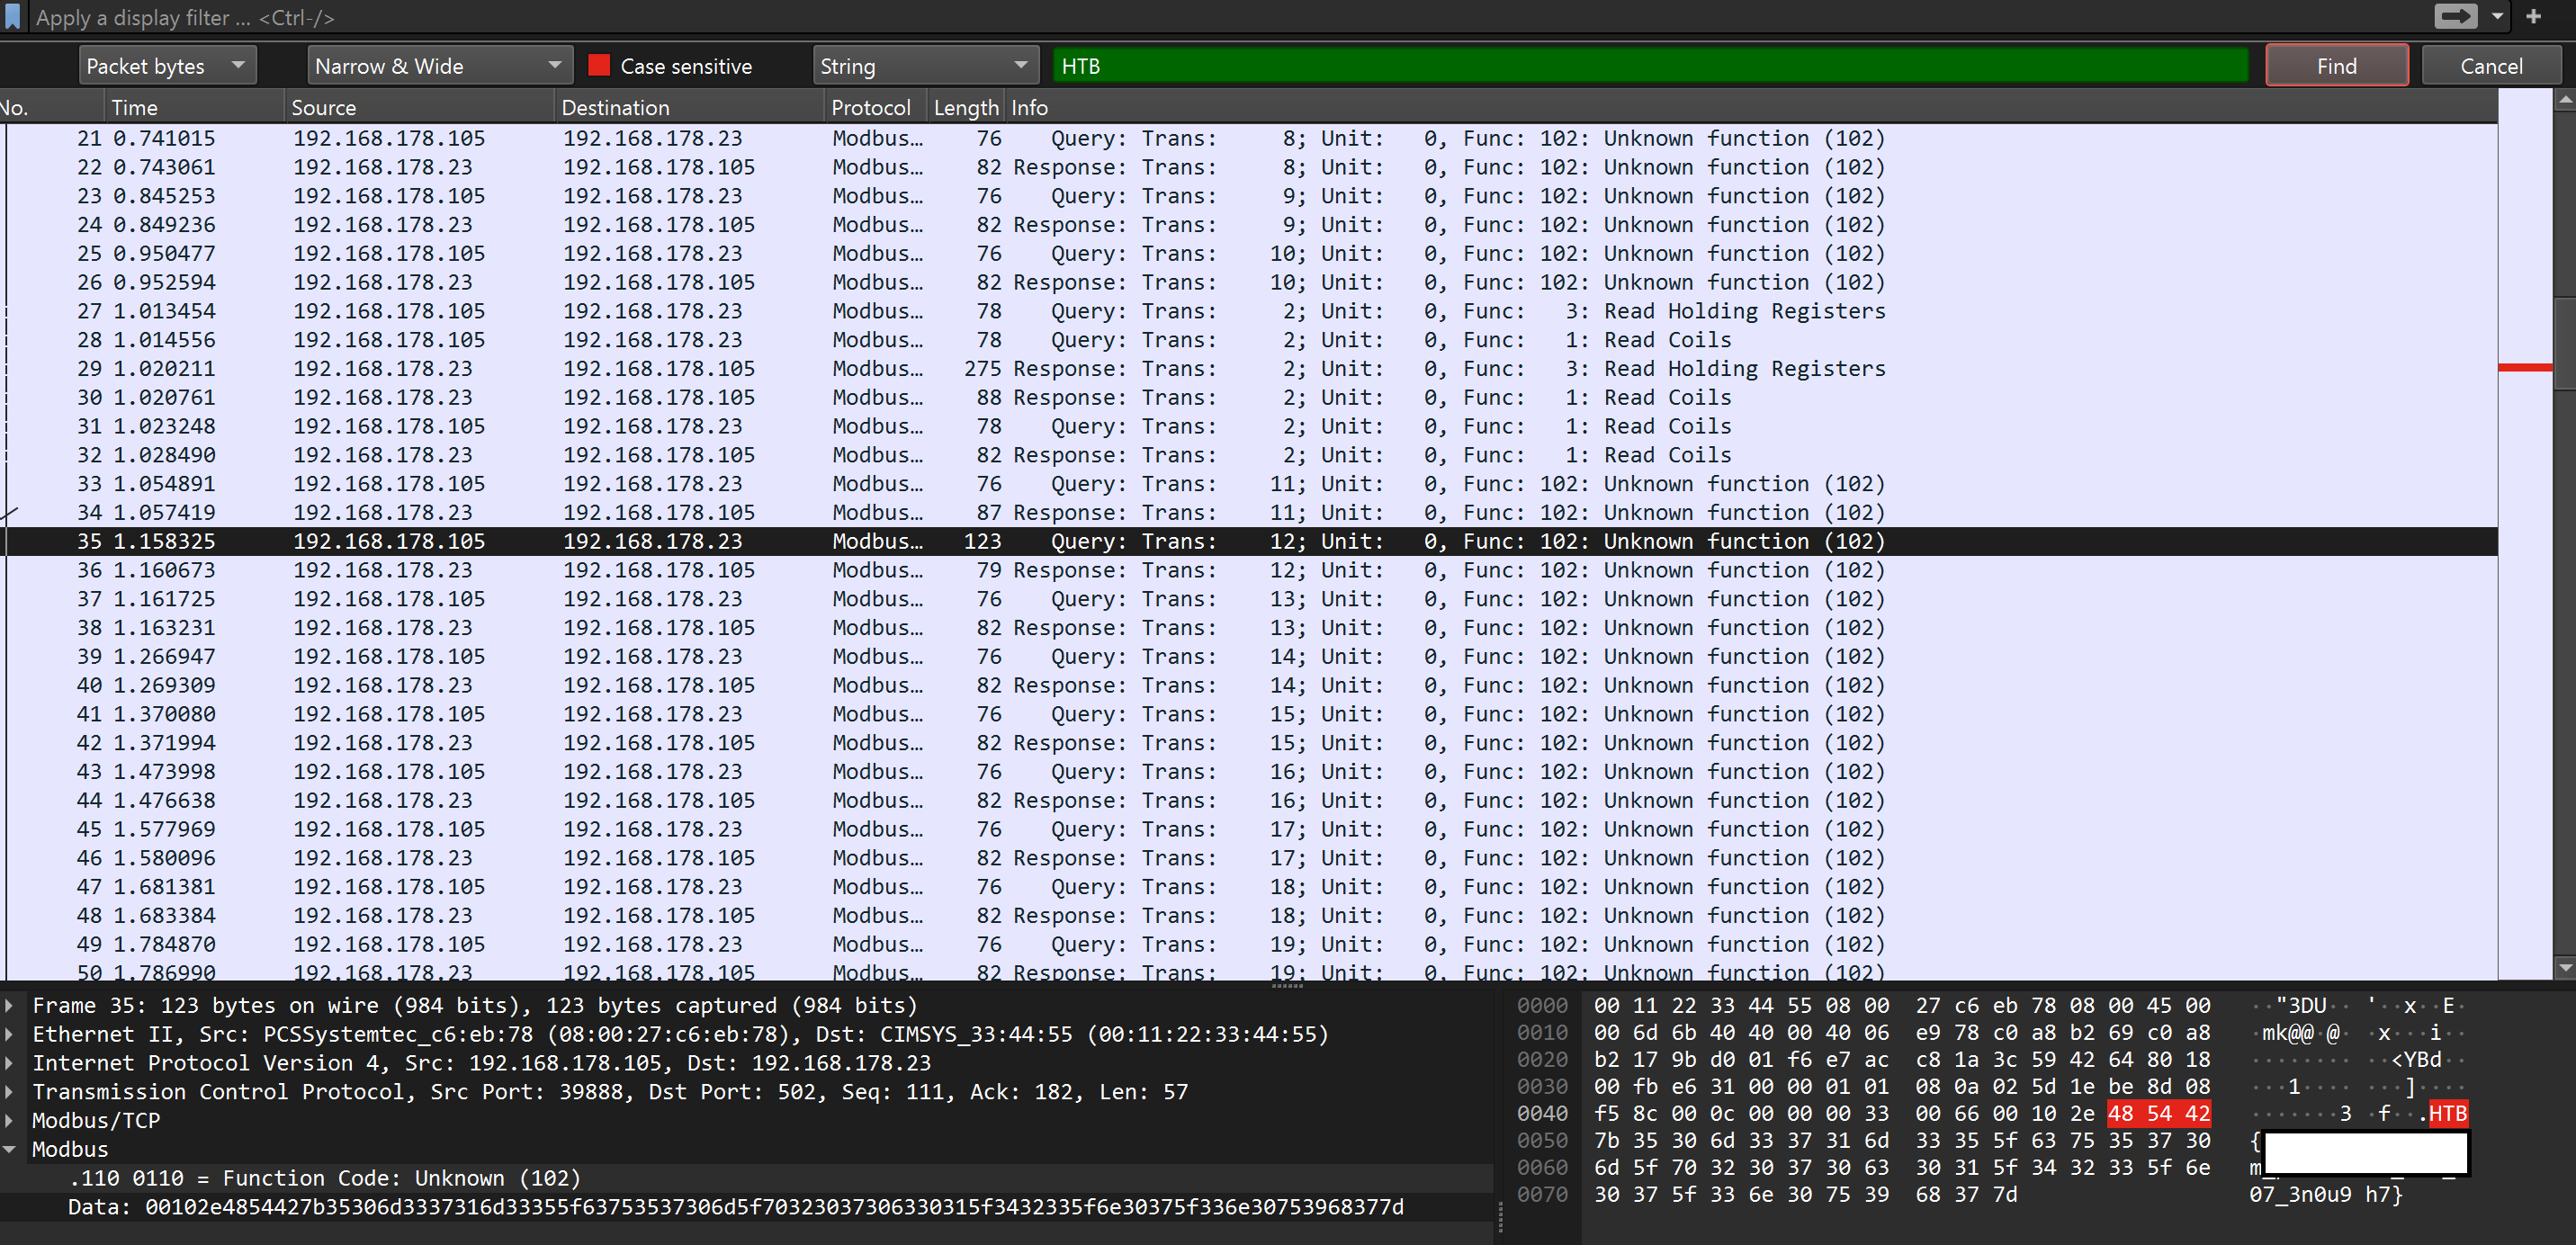 Apply a display filter ... <Ctrl-/>
Packet bytes Narrow & Wide Case sensitive String HTB Find Cancel
No. Time Source Destination Protocol Length Info
21 0.741015 192.168.178.105 192.168.178.23 Modbus… 76 Query: Trans: 8; Unit: 0, Func: 102: Unknown function (102)
22 0.743061 192.168.178.23 192.168.178.105 Modbus… 82 Response: Trans: 8; Unit: 0, Func: 102: Unknown function (102)
23 0.845253 192.168.178.105 192.168.178.23 Modbus… 76 Query: Trans: 9; Unit: 0, Func: 102: Unknown function (102)
24 0.849236 192.168.178.23 192.168.178.105 Modbus… 82 Response: Trans: 9; Unit: 0, Func: 102: Unknown function (102)
25 0.950477 192.168.178.105 192.168.178.23 Modbus… 76 Query: Trans: 10; Unit: 0, Func: 102: Unknown function (102)
26 0.952594 192.168.178.23 192.168.178.105 Modbus… 82 Response: Trans: 10; Unit: 0, Func: 102: Unknown function (102)
27 1.013454 192.168.178.105 192.168.178.23 Modbus… 78 Query: Trans: 2; Unit: 0, Func: 3: Read Holding Registers
28 1.014556 192.168.178.105 192.168.178.23 Modbus… 78 Query: Trans: 2; Unit: 0, Func: 1: Read Coils
29 1.020211 192.168.178.23 192.168.178.105 Modbus… 275 Response: Trans: 2; Unit: 0, Func: 3: Read Holding Registers
30 1.020761 192.168.178.23 192.168.178.105 Modbus… 88 Response: Trans: 2; Unit: 0, Func: 1: Read Coils
31 1.023248 192.168.178.105 192.168.178.23 Modbus… 78 Query: Trans: 2; Unit: 0, Func: 1: Read Coils
32 1.028490 192.168.178.23 192.168.178.105 Modbus… 82 Response: Trans: 2; Unit: 0, Func: 1: Read Coils
33 1.054891 192.168.178.105 192.168.178.23 Modbus… 76 Query: Trans: 11; Unit: 0, Func: 102: Unknown function (102)
34 1.057419 192.168.178.23 192.168.178.105 Modbus… 87 Response: Trans: 11; Unit: 0, Func: 102: Unknown function (102)
35 1.158325 192.168.178.105 192.168.178.23 Modbus… 123 Query: Trans: 12; Unit: 0, Func: 102: Unknown function (102)
36 1.160673 192.168.178.23 192.168.178.105 Modbus… 79 Response: Trans: 12; Unit: 0, Func: 102: Unknown function (102)
37 1.161725 192.168.178.105 192.168.178.23 Modbus… 76 Query: Trans: 13; Unit: 0, Func: 102: Unknown function (102)
38 1.163231 192.168.178.23 192.168.178.105 Modbus… 82 Response: Trans: 13; Unit: 0, Func: 102: Unknown function (102)
39 1.266947 192.168.178.105 192.168.178.23 Modbus… 76 Query: Trans: 14; Unit: 0, Func: 102: Unknown function (102)
40 1.269309 192.168.178.23 192.168.178.105 Modbus… 82 Response: Trans: 14; Unit: 0, Func: 102: Unknown function (102)
41 1.370080 192.168.178.105 192.168.178.23 Modbus… 76 Query: Trans: 15; Unit: 0, Func: 102: Unknown function (102)
42 1.371994 192.168.178.23 192.168.178.105 Modbus… 82 Response: Trans: 15; Unit: 0, Func: 102: Unknown function (102)
43 1.473998 192.168.178.105 192.168.178.23 Modbus… 76 Query: Trans: 16; Unit: 0, Func: 102: Unknown function (102)
44 1.476638 192.168.178.23 192.168.178.105 Modbus… 82 Response: Trans: 16; Unit: 0, Func: 102: Unknown function (102)
45 1.577969 192.168.178.105 192.168.178.23 Modbus… 76 Query: Trans: 17; Unit: 0, Func: 102: Unknown function (102)
46 1.580096 192.168.178.23 192.168.178.105 Modbus… 82 Response: Trans: 17; Unit: 0, Func: 102: Unknown function (102)
47 1.681381 192.168.178.105 192.168.178.23 Modbus… 76 Query: Trans: 18; Unit: 0, Func: 102: Unknown function (102)
48 1.683384 192.168.178.23 192.168.178.105 Modbus… 82 Response: Trans: 18; Unit: 0, Func: 102: Unknown function (102)
49 1.784870 192.168.178.105 192.168.178.23 Modbus… 76 Query: Trans: 19; Unit: 0, Func: 102: Unknown function (102)
50 1.786990 192.168.178.23 192.168.178.105 Modbus… 82 Response: Trans: 19; Unit: 0, Func: 102: Unknown function (102)
Frame 35: 123 bytes on wire (984 bits), 123 bytes captured (984 bits)
Ethernet II, Src: PCSSystemtec_c6:eb:78 (08:00:27:c6:eb:78), Dst: CIMSYS_33:44:55 (00:11:22:33:44:55)
Internet Protocol Version 4, Src: 192.168.178.105, Dst: 192.168.178.23
Transmission Control Protocol, Src Port: 39888, Dst Port: 502, Seq: 111, Ack: 182, Len: 57
Modbus/TCP
Modbus
.110 0110 = Function Code: Unknown (102)
Data: 00102e4854427b35306d3337316d33355f63753537306d5f70323037306330315f3432335f6e30375f336e30753968377d
0000 00 11 22 33 44 55 08 00 27 c6 eb 78 08 00 45 00 ··"3DU·· '··x··E·
0010 00 6d 6b 40 40 00 40 06 e9 78 c0 a8 b2 69 c0 a8 ·mk@@·@· ·x···i··
0020 b2 17 9b d0 01 f6 e7 ac c8 1a 3c 59 42 64 80 18 ········ ··<YBd··
0030 00 fb e6 31 00 00 01 01 08 0a 02 5d 1e be 8d 08 ···1···· ···]····
0040 f5 8c 00 0c 00 00 00 33 00 66 00 10 2e 48 54 42 ·······3 ·f··.HTB
0050 7b 35 30 6d 33 37 31 6d 33 35 5f 63 75 35 37 30 {
0060 6d 5f 70 32 30 37 30 63 30 31 5f 34 32 33 5f 6e m
0070 30 37 5f 33 6e 30 75 39 68 37 7d 07_3n0u9 h7}